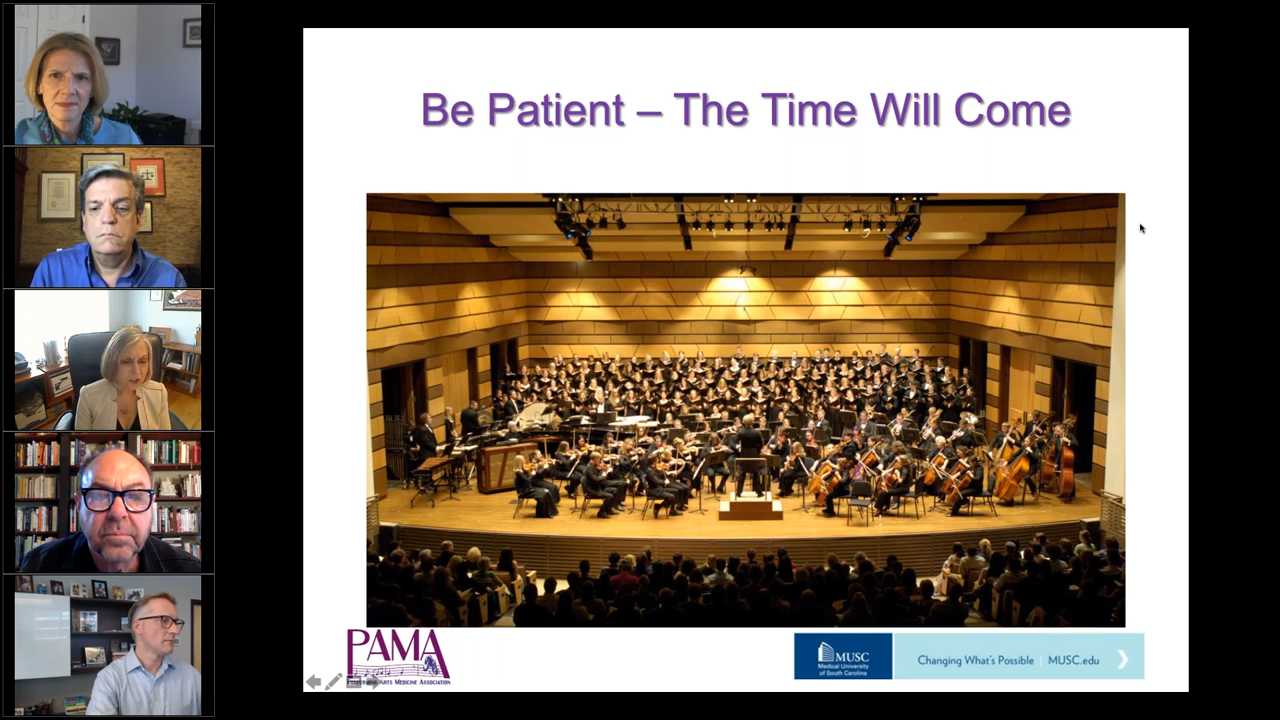 Be Patient – The Time Will Come
PAMA
PERFORMING ARTS MEDICINE ASSOCIATION
MUSC
Medical University
of South Carolina
Changing What's Possible | MUSC.edu